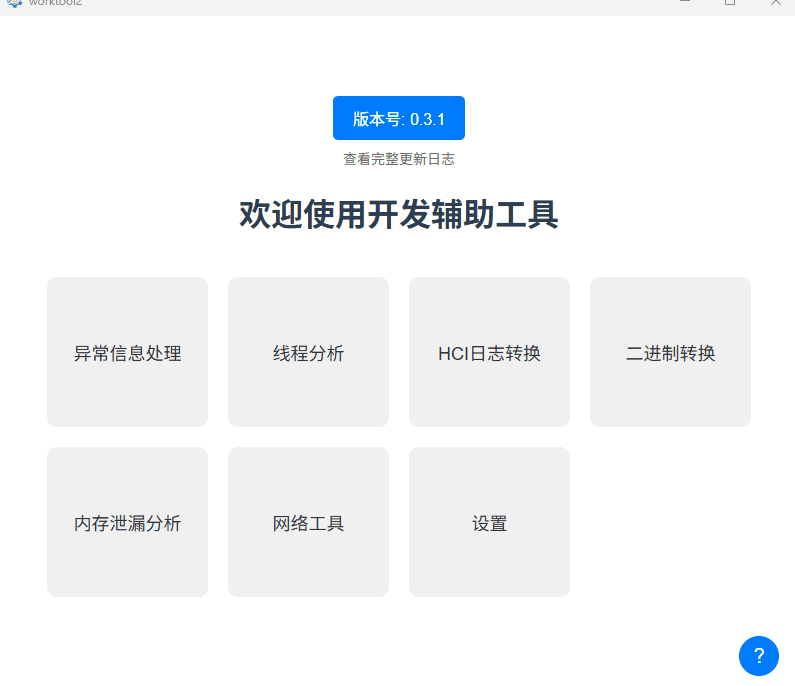 worktool2
版本号: 0.3.1
查看完整更新日志
欢迎使用开发辅助工具
异常信息处理
线程分析
HCI日志转换
二进制转换
内存泄漏分析
网络工具
设置
?